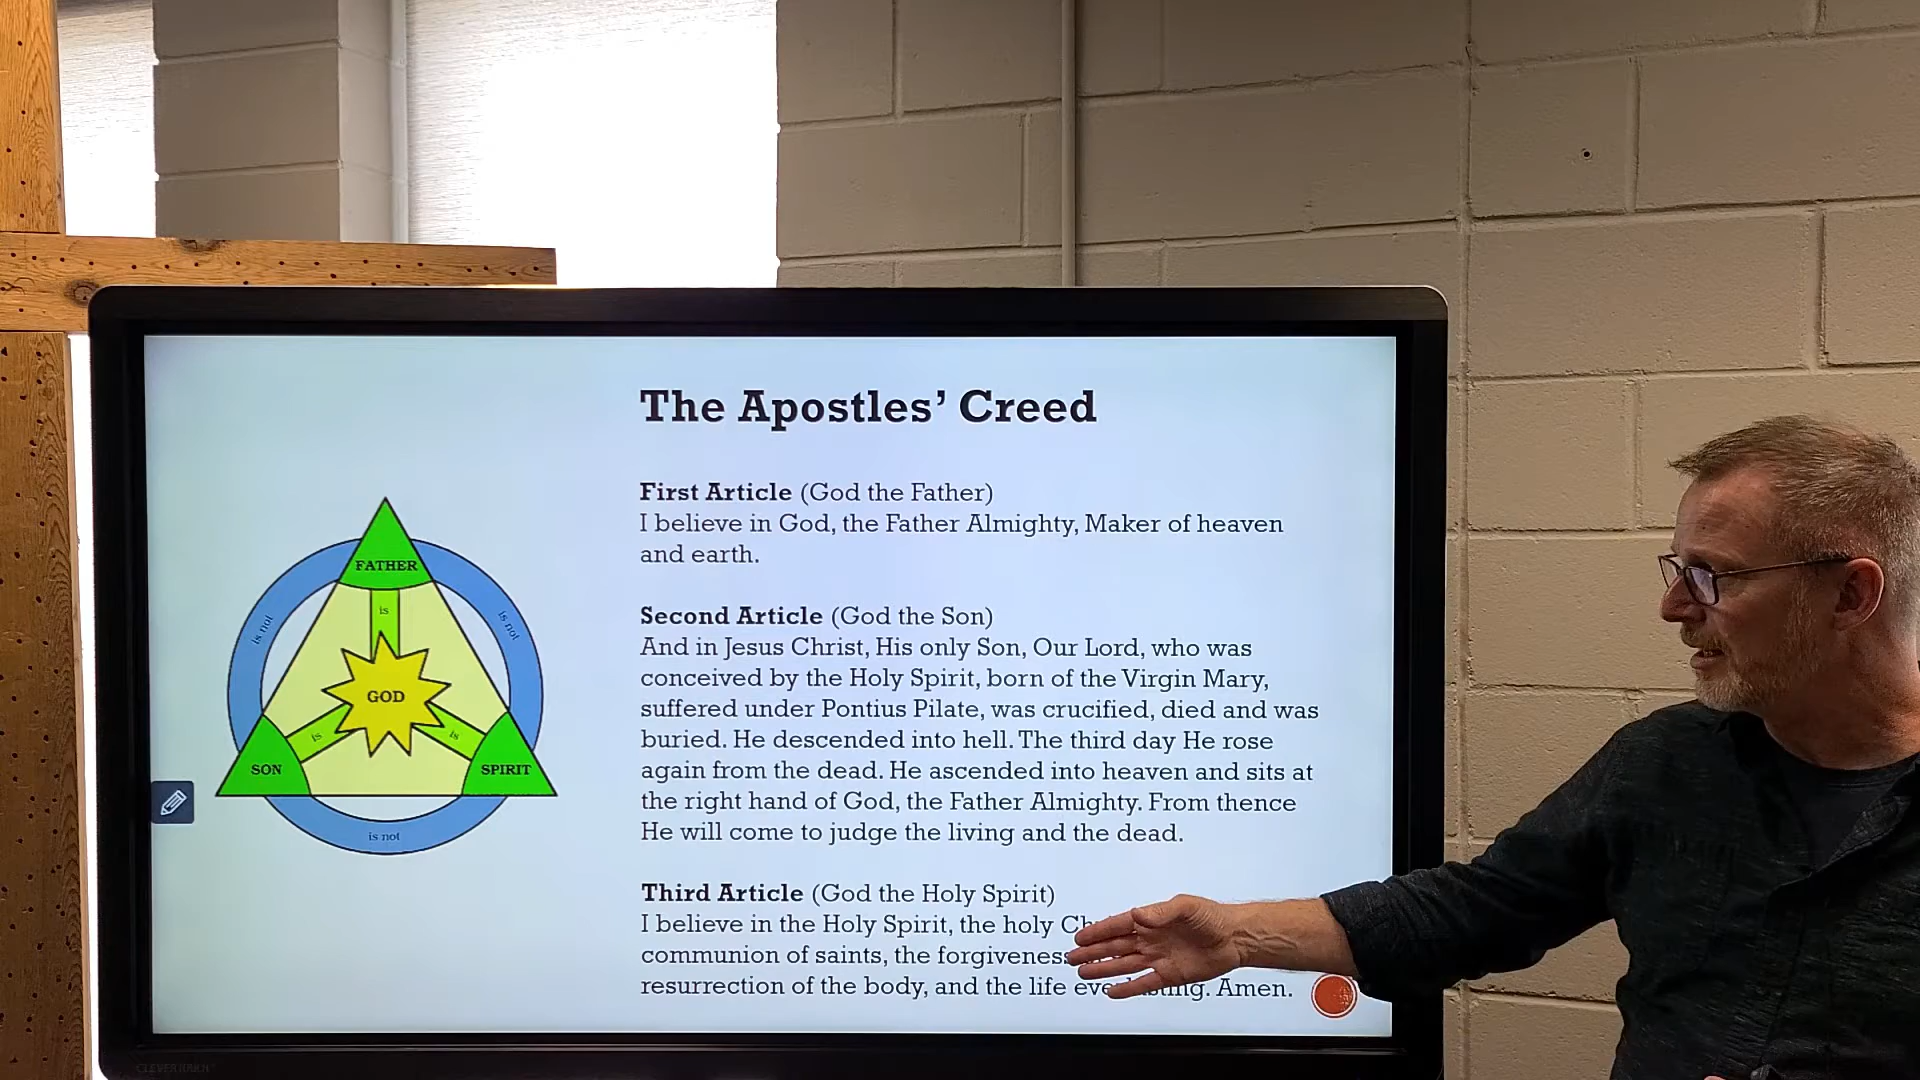 The Apostles' Creed
First Article (God the Father)
I believe in God, the Father Almighty, Maker of heaven
and earth.
Second Article (God the Son)
And in Jesus Christ, His only Son, Our Lord, who was
conceived by the Holy Spirit, born of the Virgin Mary,
suffered under Pontius Pilate, was crucified, died and was
buried. He descended into hell. The third day He rose
again from the dead. He ascended into heaven and sits at
the right hand of God, the Father Almighty. From thence
He will come to judge the living and the dead.
Third Article (God the Holy Spirit)
I believe in the Holy Spirit, the holy
communion of saints, the forgiveness
resurrection of the body, and the life Amen.
FATHER
is
is not
is not
GOD
is
is
SON
SPIRIT
is not
CLEVERTOUCH